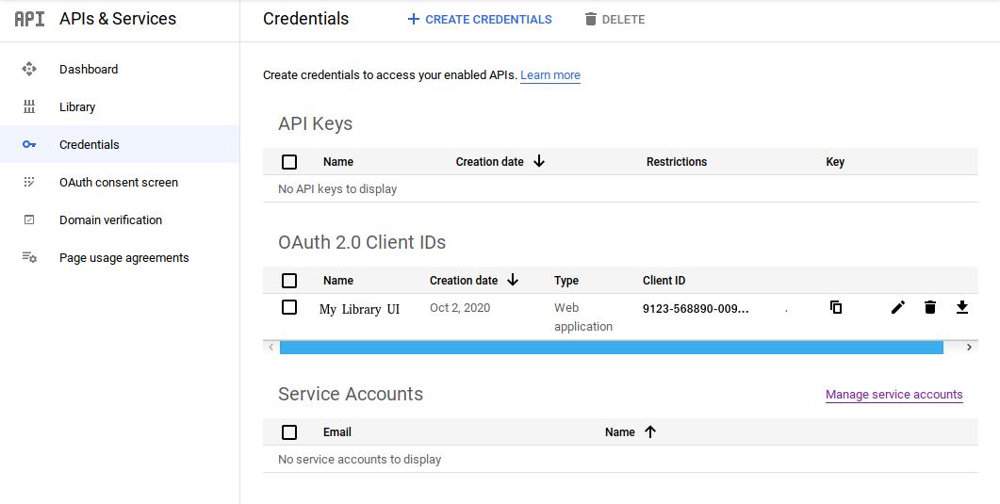 API APIs & Services
Credentials + CREATE CREDENTIALS DELETE
Dashboard
Library
Credentials
OAuth consent screen
Domain verification
Page usage agreements
Create credentials to access your enabled APIs. Learn more
API Keys
Name Creation date Restrictions Key
No API keys to display
OAuth 2.0 Client IDs
Name Creation date Type Client ID
My Library UI Oct 2, 2020 Web 9123-568890-009... .
application
Service Accounts Manage service accounts
Email Name
No service accounts to display